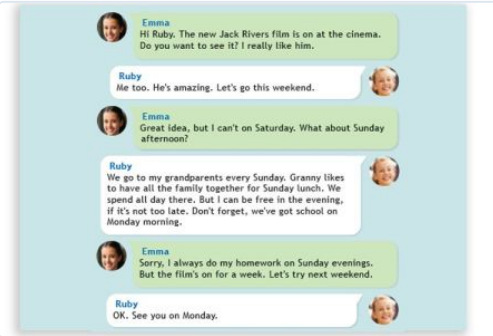 Emma
Hi Ruby. The new Jack Rivers film is on at the cinema.
Do you want to see it? I really like him.
Ruby
Me too. He's amazing. Let's go this weekend.
Emma
Great idea, but I can't on Saturday. What about Sunday
afternoon?
Ruby
We go to my grandparents every Sunday. Granny likes
to have all the family together for Sunday lunch. We
spend all day there. But I can be free in the evening,
if it's not too late. Don't forget, we've got school on
Monday morning.
Emma
Sorry, I always do my homework on Sunday evenings.
But the film's on for a week. Let's try next weekend.
Ruby
OK. See you on Monday.